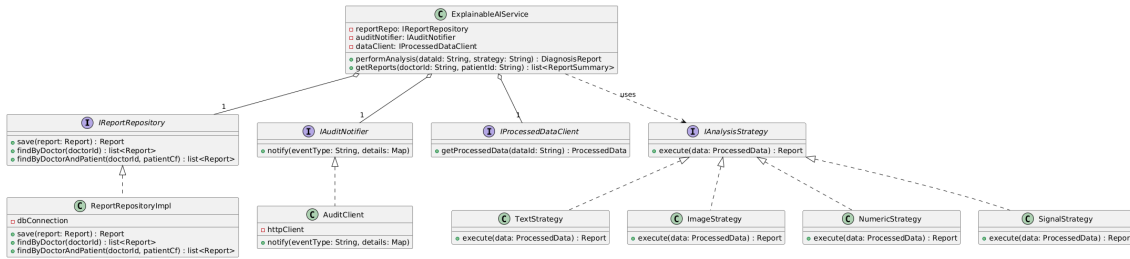 C ExplainableAIService
reportRepo: IReportRepository
auditNotifier: IAuditNotifier
dataClient: IProcessedDataClient
performAnalysis(dataId: String, strategy: String) : DiagnosisReport
getReports(doctorId: String, patientId: String) : list<ReportSummary>
uses
1
1
1
I IReportRepository
save(report: Report) : Report
findByDoctor(doctorId) : list<Report>
findByDoctorAndPatient(doctorId, patientCf) : list<Report>
I IAuditNotifier
notify(eventType: String, details: Map)
I IProcessedDataClient
getProcessedData(dataId: String) : ProcessedData
I IAnalysisStrategy
execute(data: ProcessedData) : Report
C ReportRepositoryImpl
dbConnection
save(report: Report) : Report
findByDoctor(doctorId) : list<Report>
findByDoctorAndPatient(doctorId, patientCf) : list<Report>
C AuditClient
httpClient
notify(eventType: String, details: Map)
C TextStrategy
execute(data: ProcessedData) : Report
C ImageStrategy
execute(data: ProcessedData) : Report
C NumericStrategy
execute(data: ProcessedData) : Report
C SignalStrategy
execute(data: ProcessedData) : Report